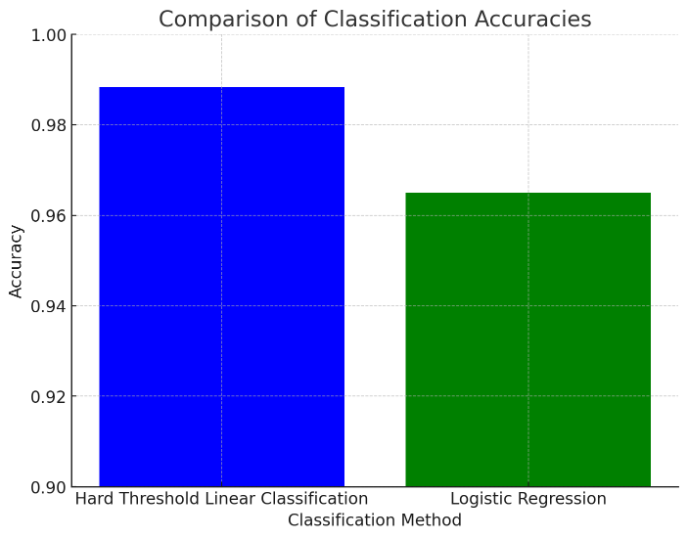 Comparison of Classification Accuracies
1.00
0.98
0.96
0.94
0.92
0.90
Accuracy
Hard Threshold Linear Classification
Logistic Regression
Classification Method